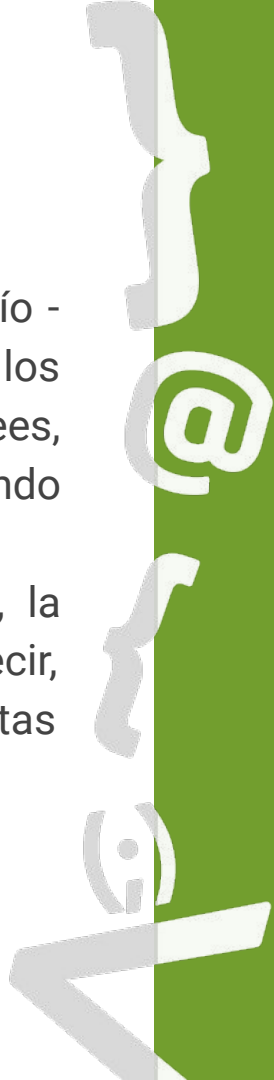 ío -
los
ees,
ndo
, la
ecir,
tas
}
@
{
(;)
<